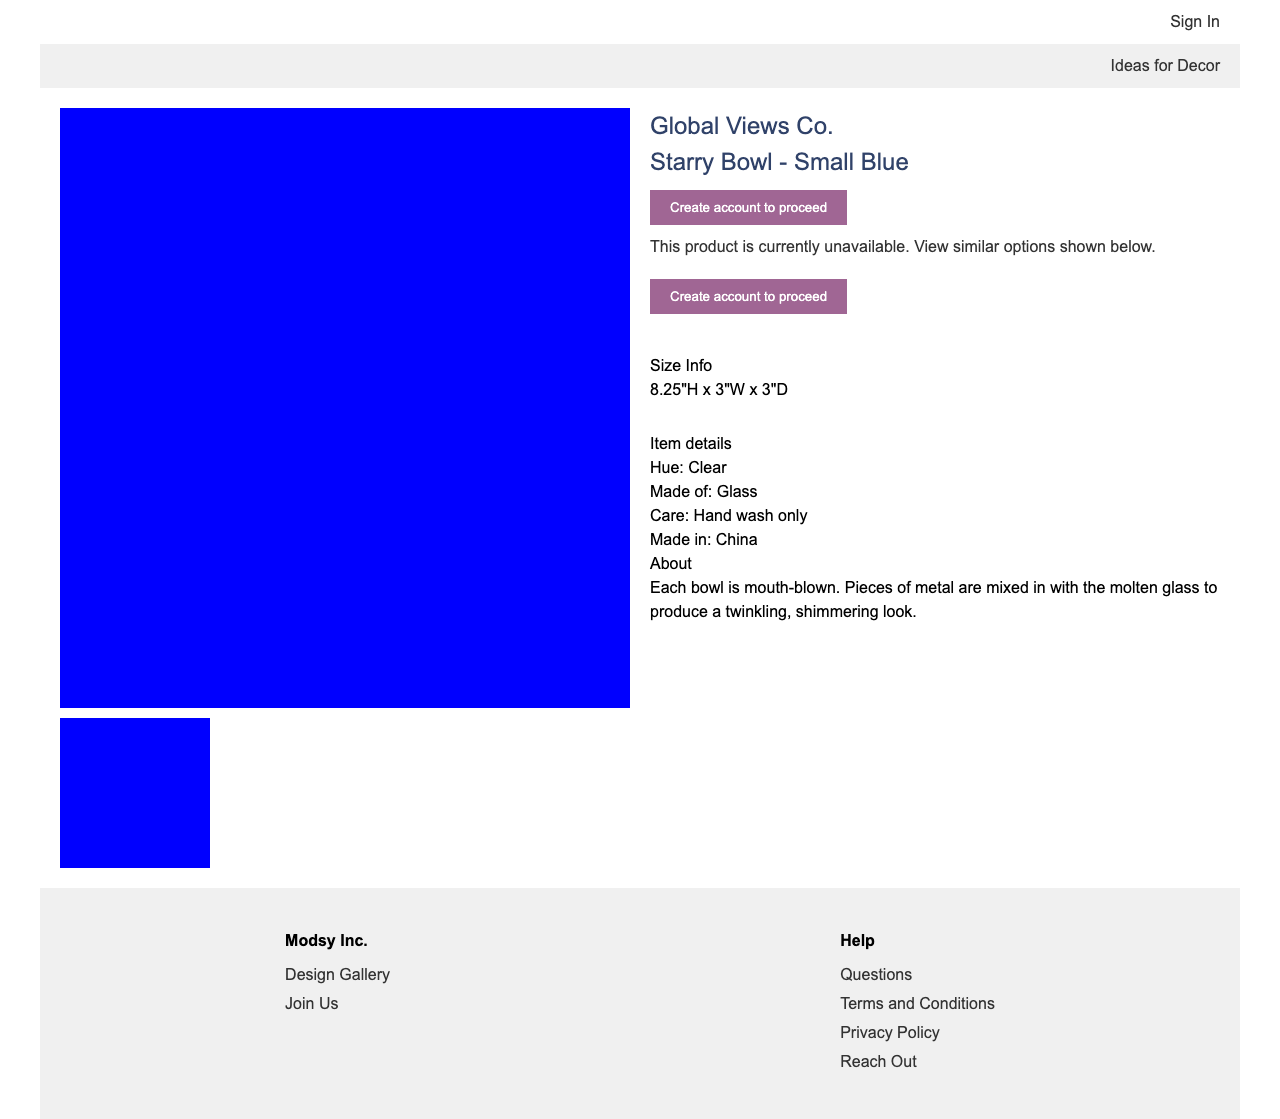 Sign In
Ideas for Decor
Global Views Co.
Starry Bowl - Small Blue
Create account to proceed
This product is currently unavailable. View similar options shown below.
Create account to proceed
Size Info
8.25"H x 3"W x 3"D
Item details
Hue: Clear
Made of: Glass
Care: Hand wash only
Made in: China
About
Each bowl is mouth-blown. Pieces of metal are mixed in with the molten glass to
produce a twinkling, shimmering look.
Modsy Inc.
Design Gallery
Join Us
Help
Questions
Terms and Conditions
Privacy Policy
Reach Out